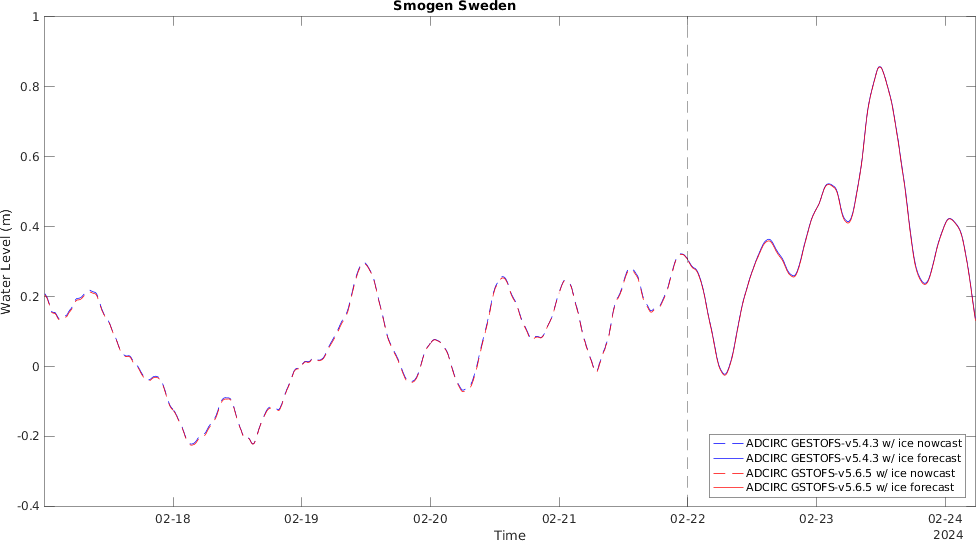 Smogen Sweden
Water Level (m)
1
0.8
0.6
0.4
0.2
0
-0.2
-0.4
02-18
02-19
02-20
02-21
02-22
02-23
02-24
2024
Time
ADCIRC GESTOFS-v5.4.3 w/ ice nowcast
ADCIRC GESTOFS-v5.4.3 w/ ice forecast
ADCIRC GSTOFS-v5.6.5 w/ ice nowcast
ADCIRC GSTOFS-v5.6.5 w/ ice forecast